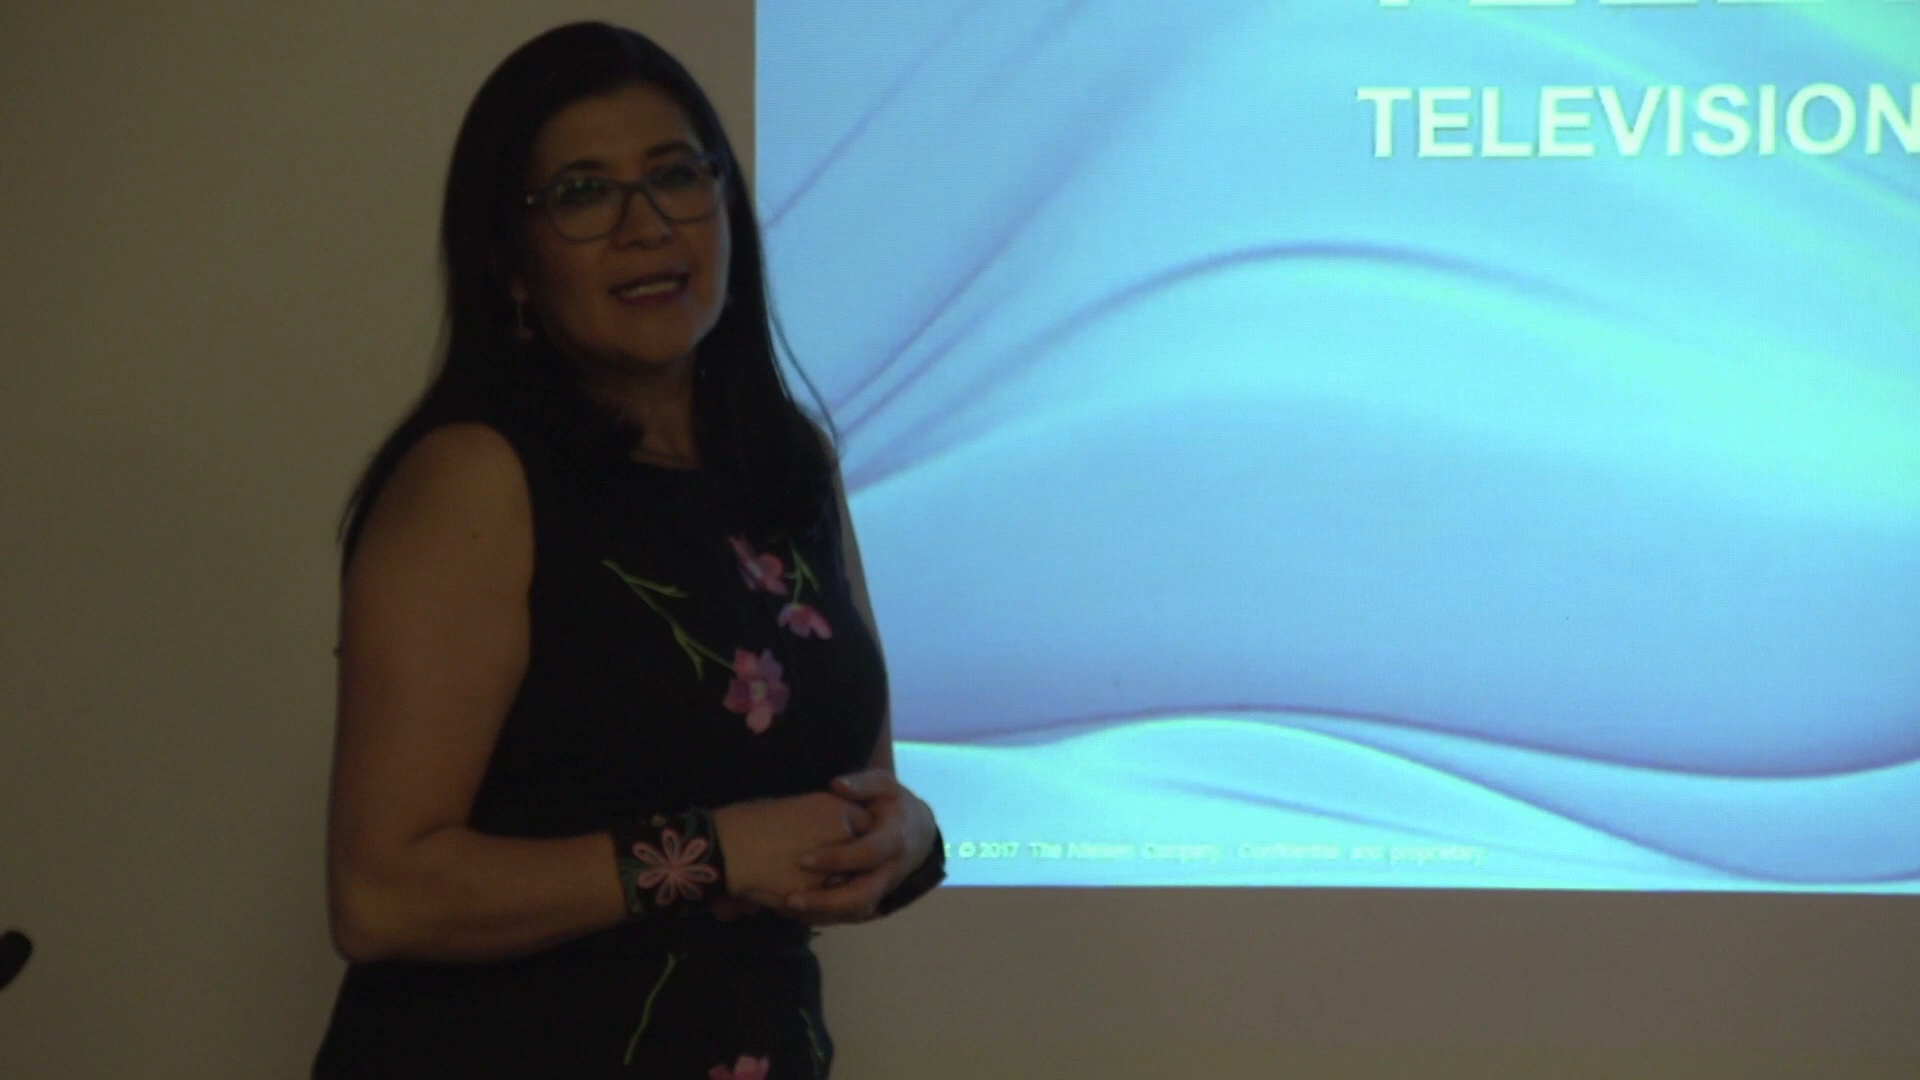 TELEVISION
© 2017 The Nielsen Company. Confidential and proprietary.